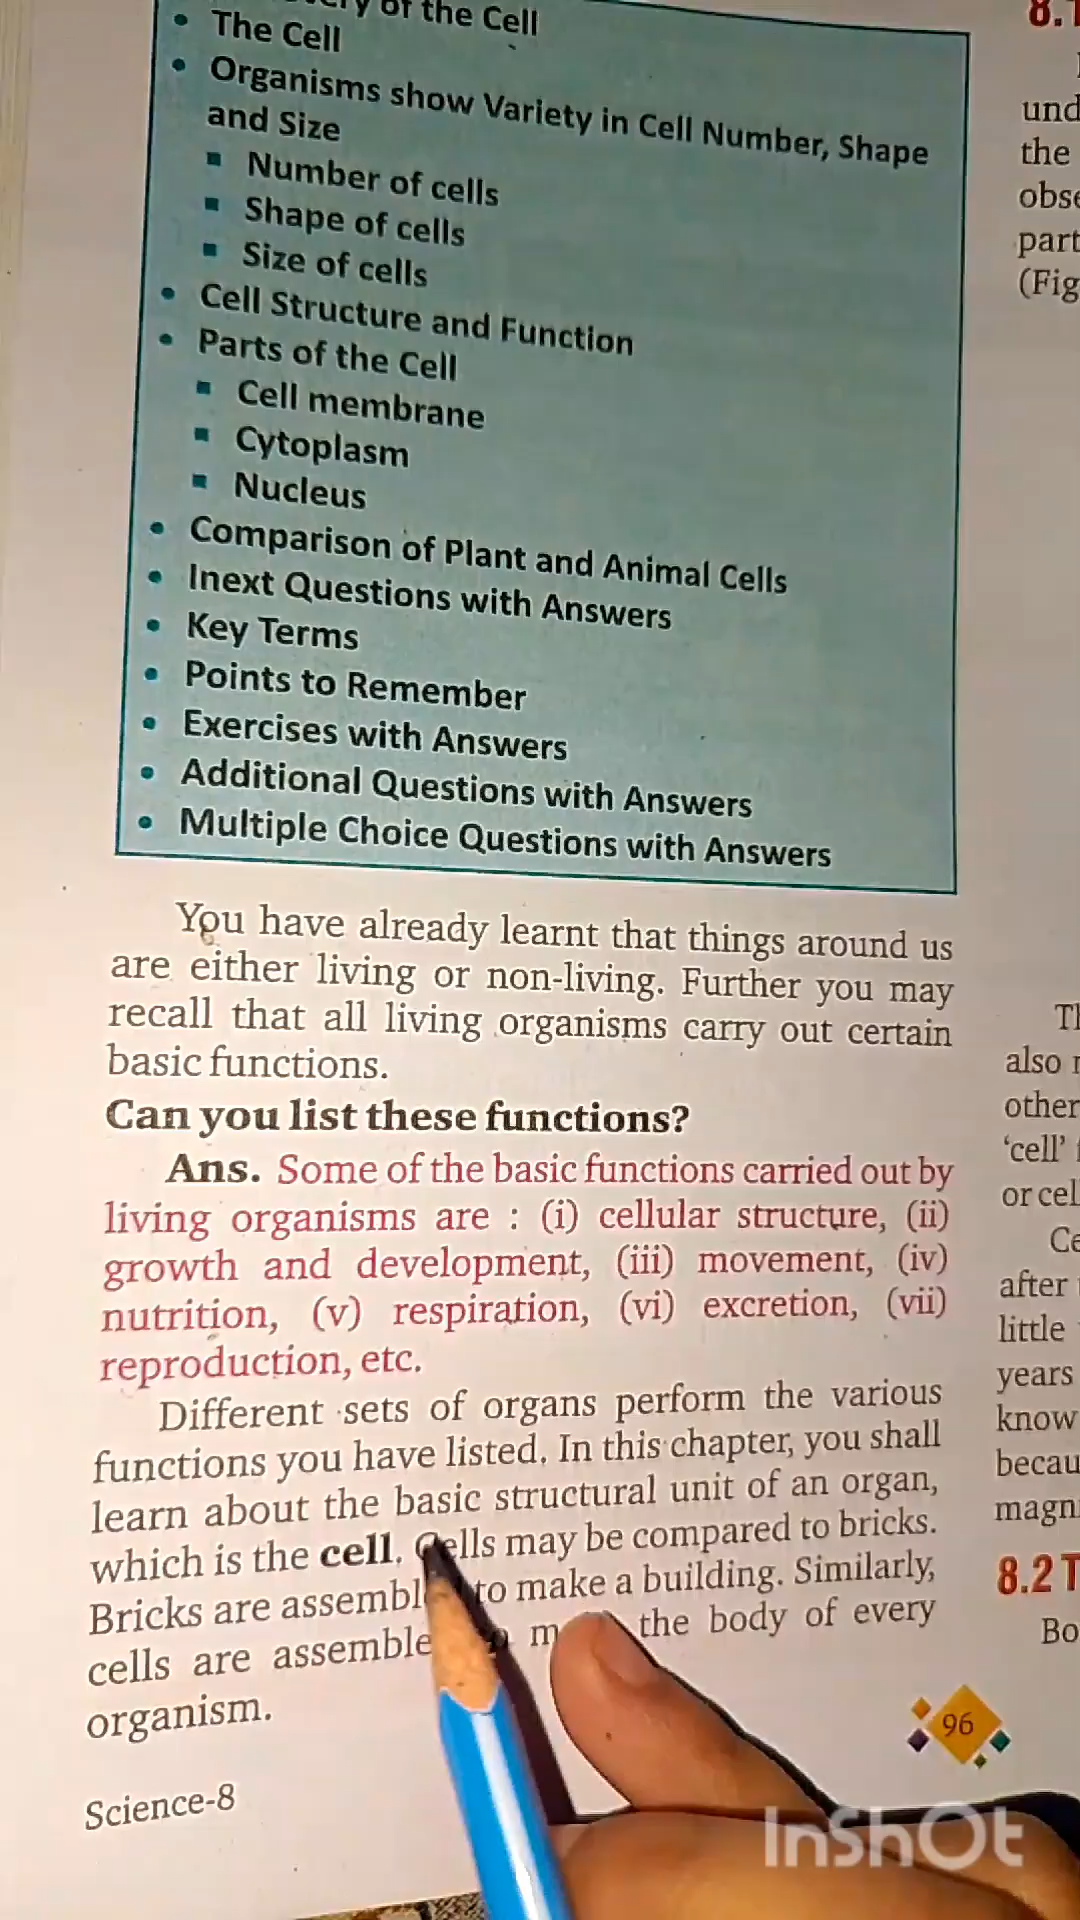 of the Cell
• The Cell
• Organisms show Variety in Cell Number, Shape
and Size
▪ Number of cells
▪ Shape of cells
▪ Size of cells
• Cell Structure and Function
• Parts of the Cell
▪ Cell membrane
▪ Cytoplasm
▪ Nucleus
• Comparison of Plant and Animal Cells
• Inext Questions with Answers
• Key Terms
• Points to Remember
• Exercises with Answers
• Additional Questions with Answers
• Multiple Choice Questions with Answers
You have already learnt that things around us
are either living or non-living. Further you may
recall that all living organisms carry out certain
basic functions.
Can you list these functions?
Ans. Some of the basic functions carried out by
living organisms are : (i) cellular structure, (ii)
growth and development, (iii) movement, (iv)
nutrition, (v) respiration, (vi) excretion, (vii)
reproduction, etc.
Different sets of organs perform the various
functions you have listed. In this chapter, you shall
learn about the basic structural unit of an organ,
which is the cell. Cells may be compared to bricks.
Bricks are assembl to make a building. Similarly,
cells are assemble m the body of every
organism.
Science-8
96
8.1
und
the
obse
part
(Fig
Th
also
other
'cell'
or cel
Ce
after
little
years
know
becau
magn
8.2 T
Bo
InShOt